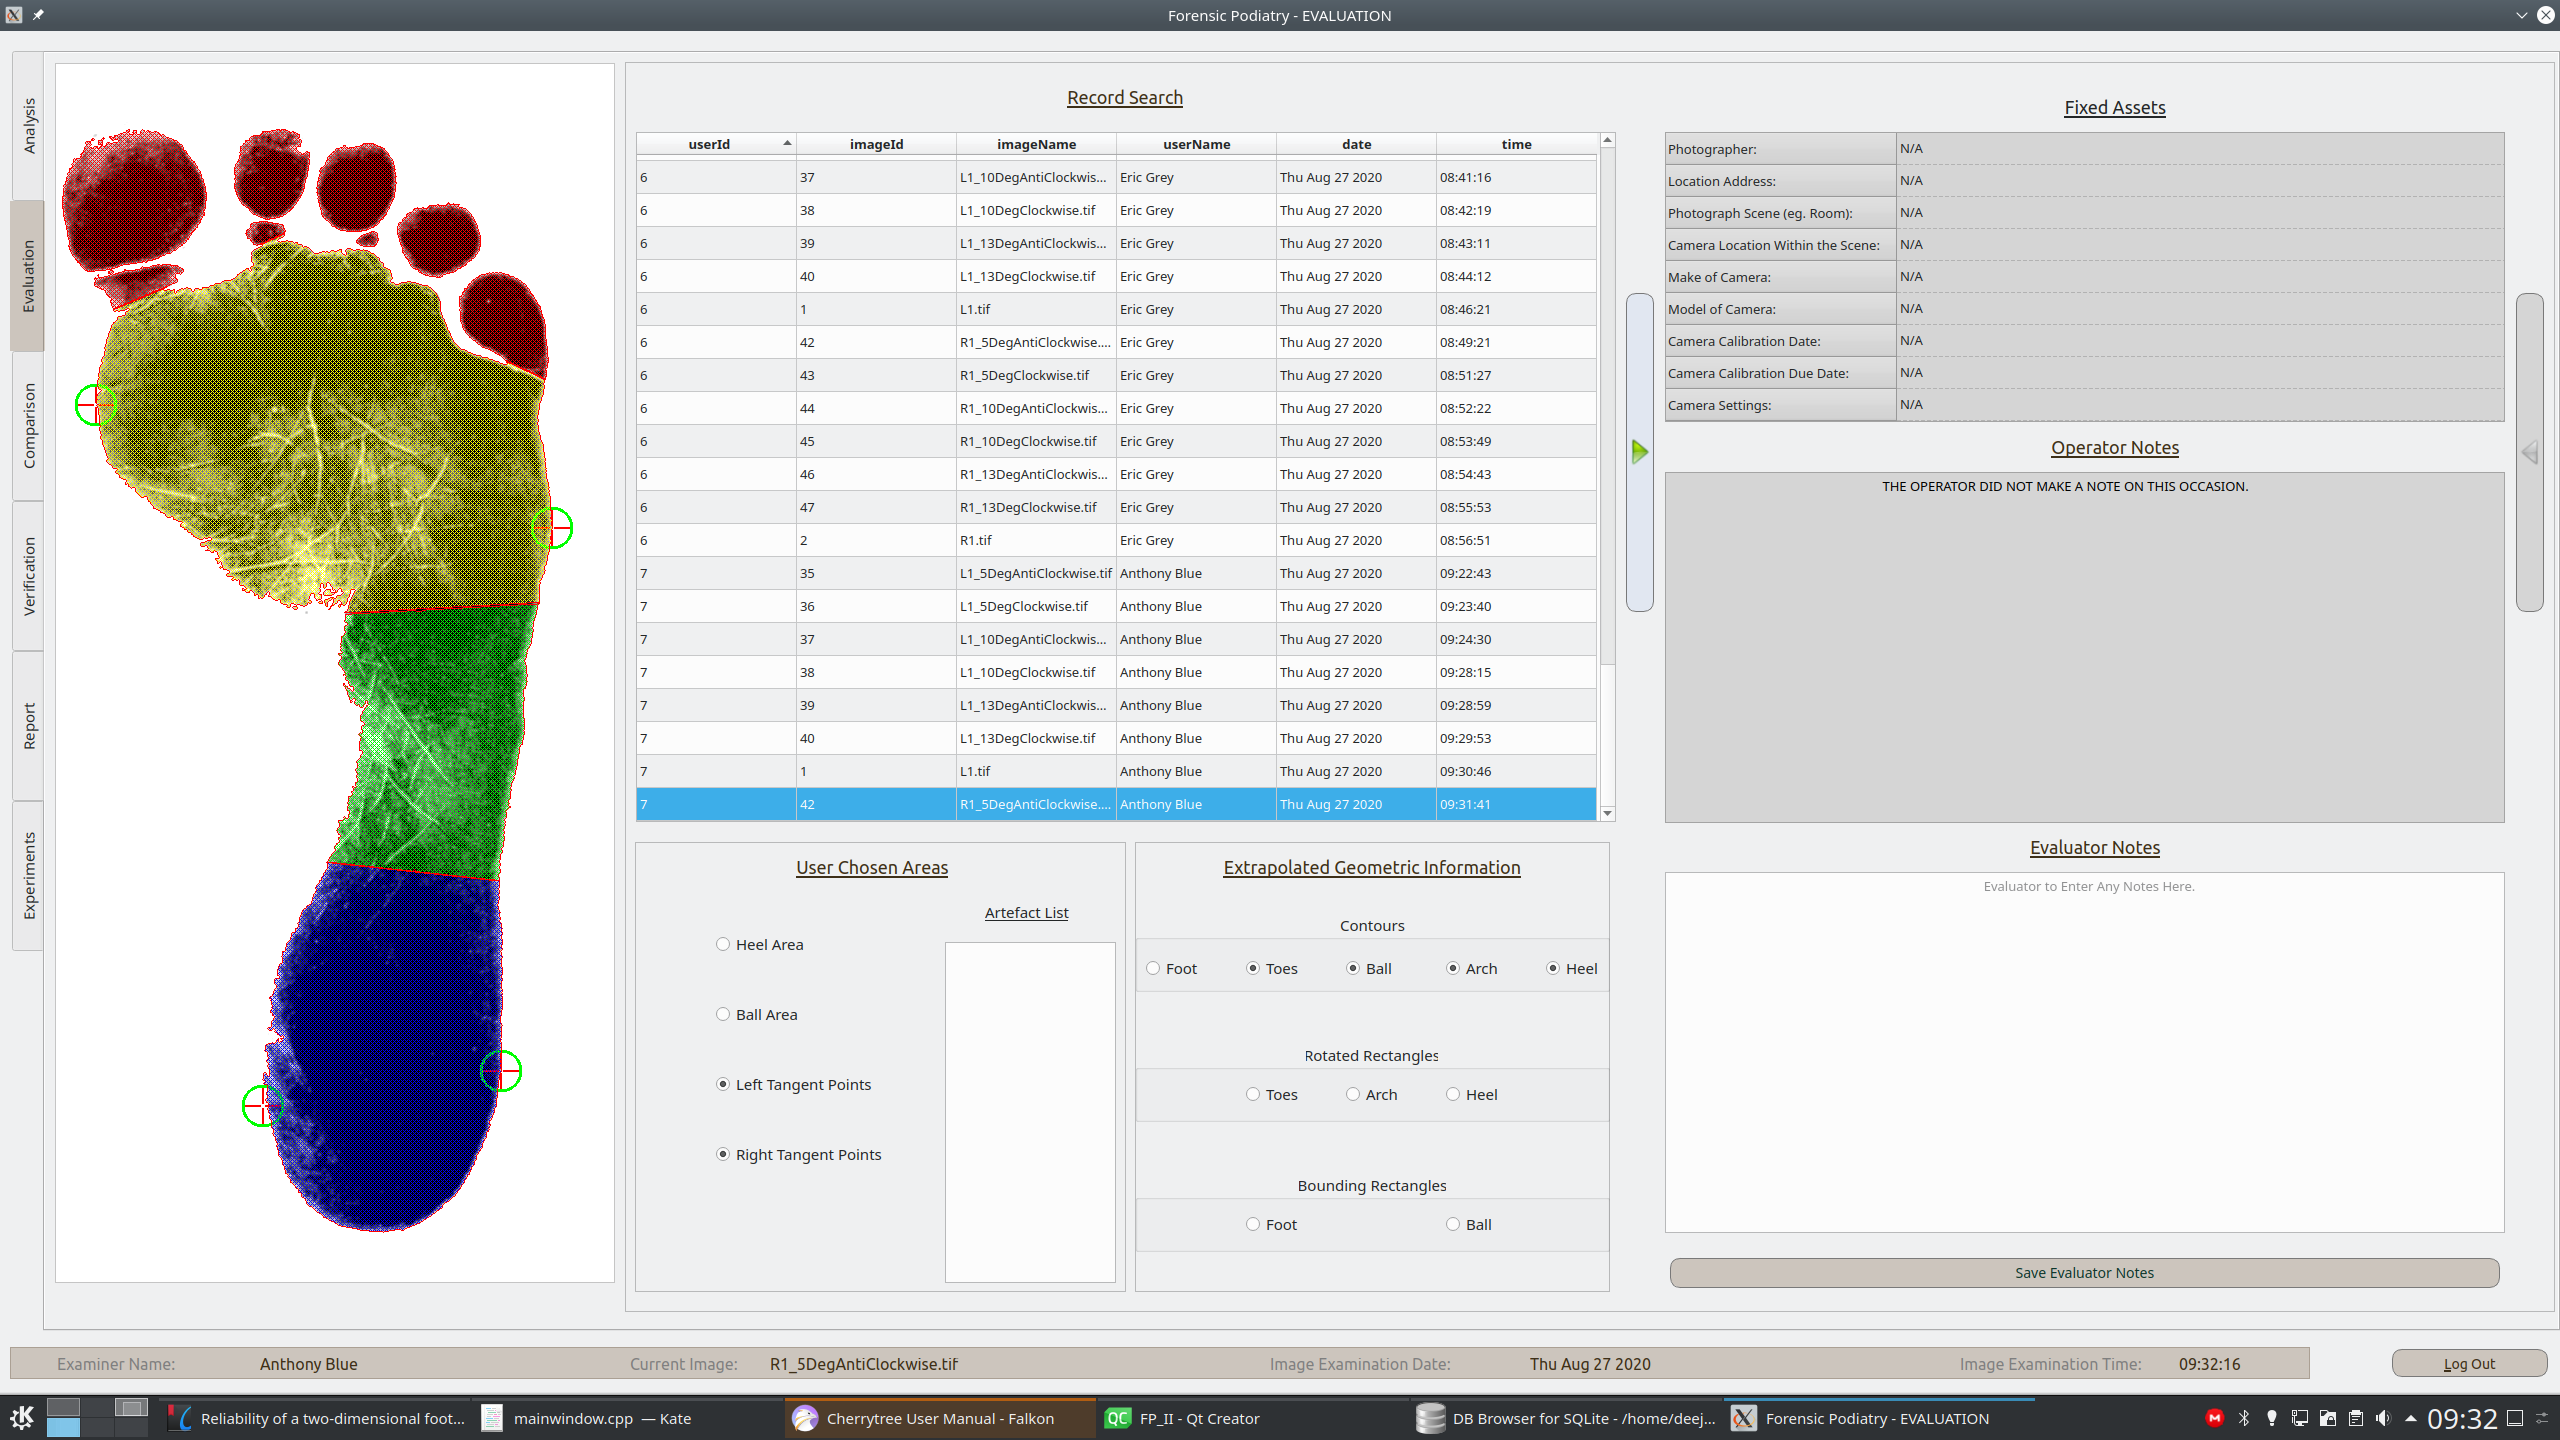 Forensic Podiatry - EVALUATION
Analysis
Evaluation
Comparison
Verification
Report
Experiments
Record Search
userId imageId imageName userName date time
6 37 L1_10DegAntiClockwis... Eric Grey Thu Aug 27 2020 08:41:16
6 38 L1_10DegClockwise.tif Eric Grey Thu Aug 27 2020 08:42:19
6 39 L1_13DegAntiClockwis... Eric Grey Thu Aug 27 2020 08:43:11
6 40 L1_13DegClockwise.tif Eric Grey Thu Aug 27 2020 08:44:12
6 1 L1.tif Eric Grey Thu Aug 27 2020 08:46:21
6 42 R1_5DegAntiClockwise.... Eric Grey Thu Aug 27 2020 08:49:21
6 43 R1_5DegClockwise.tif Eric Grey Thu Aug 27 2020 08:51:27
6 44 R1_10DegAntiClockwis... Eric Grey Thu Aug 27 2020 08:52:22
6 45 R1_10DegClockwise.tif Eric Grey Thu Aug 27 2020 08:53:49
6 46 R1_13DegAntiClockwis... Eric Grey Thu Aug 27 2020 08:54:43
6 47 R1_13DegClockwise.tif Eric Grey Thu Aug 27 2020 08:55:53
6 2 R1.tif Eric Grey Thu Aug 27 2020 08:56:51
7 35 L1_5DegAntiClockwise.tif Anthony Blue Thu Aug 27 2020 09:22:43
7 36 L1_5DegClockwise.tif Anthony Blue Thu Aug 27 2020 09:23:40
7 37 L1_10DegAntiClockwis... Anthony Blue Thu Aug 27 2020 09:24:30
7 38 L1_10DegClockwise.tif Anthony Blue Thu Aug 27 2020 09:28:15
7 39 L1_13DegAntiClockwis... Anthony Blue Thu Aug 27 2020 09:28:59
7 40 L1_13DegClockwise.tif Anthony Blue Thu Aug 27 2020 09:29:53
7 1 L1.tif Anthony Blue Thu Aug 27 2020 09:30:46
7 42 R1_5DegAntiClockwise.... Anthony Blue Thu Aug 27 2020 09:31:41
User Chosen Areas
Artefact List
Heel Area
Ball Area
Left Tangent Points
Right Tangent Points
Extrapolated Geometric Information
Contours
Foot Toes Ball Arch Heel
Rotated Rectangles
Toes Arch Heel
Bounding Rectangles
Foot Ball
Fixed Assets
Photographer: N/A
Location Address: N/A
Photograph Scene (eg. Room): N/A
Camera Location Within the Scene: N/A
Make of Camera: N/A
Model of Camera: N/A
Camera Calibration Date: N/A
Camera Calibration Due Date: N/A
Camera Settings: N/A
Operator Notes
THE OPERATOR DID NOT MAKE A NOTE ON THIS OCCASION.
Evaluator Notes
Evaluator to Enter Any Notes Here.
Save Evaluator Notes
Examiner Name: Anthony Blue Current Image: R1_5DegAntiClockwise.tif Image Examination Date: Thu Aug 27 2020 Image Examination Time: 09:32:16 Log Out
Reliability of a two-dimensional foot... mainwindow.cpp — Kate Cherrytree User Manual - Falkon QC FP_II - Qt Creator DB Browser for SQLite - /home/deej... Forensic Podiatry - EVALUATION M 09:32